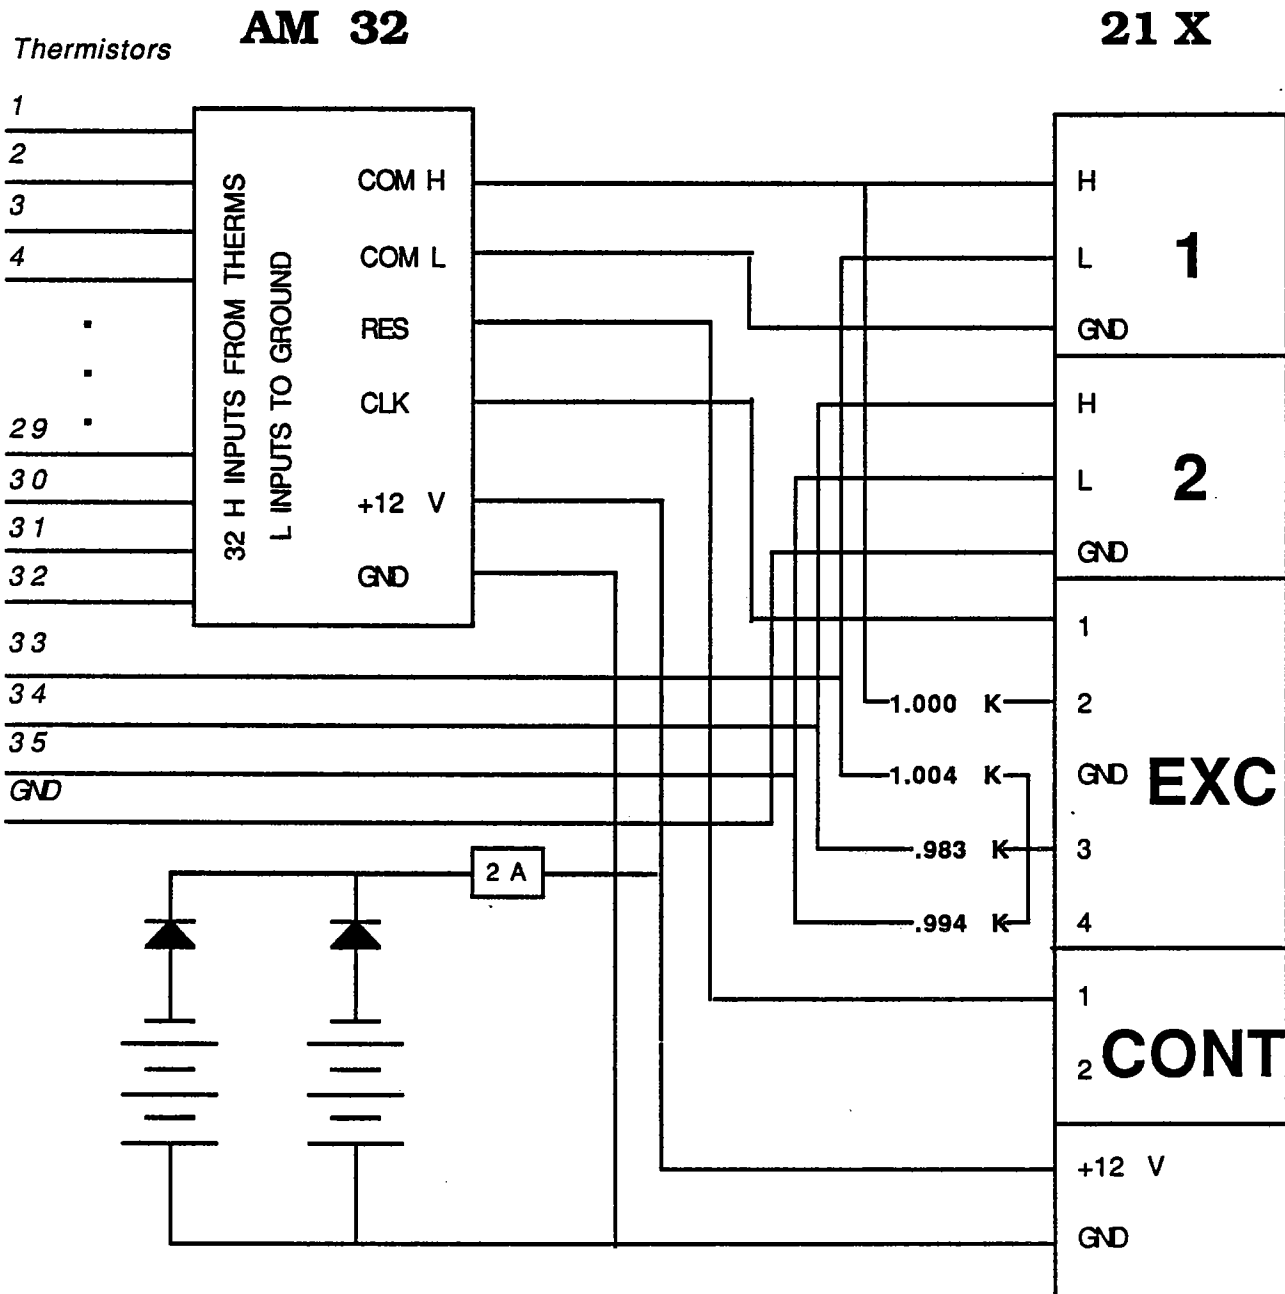 AM 32
21 X
Thermistors
1
2
3
4
29
30
31
32
33
34
35
GND
32 H INPUTS FROM THERMS
L INPUTS TO GROUND
COM H
COM L
RES
CLK
+12 V
GND
H
L
GND
1
H
L
GND
2
1
2
GND
3
4
EXC
1.000 K
1.004 K
.983 K
.994 K
2 A
1
2
CONT
+12 V
GND